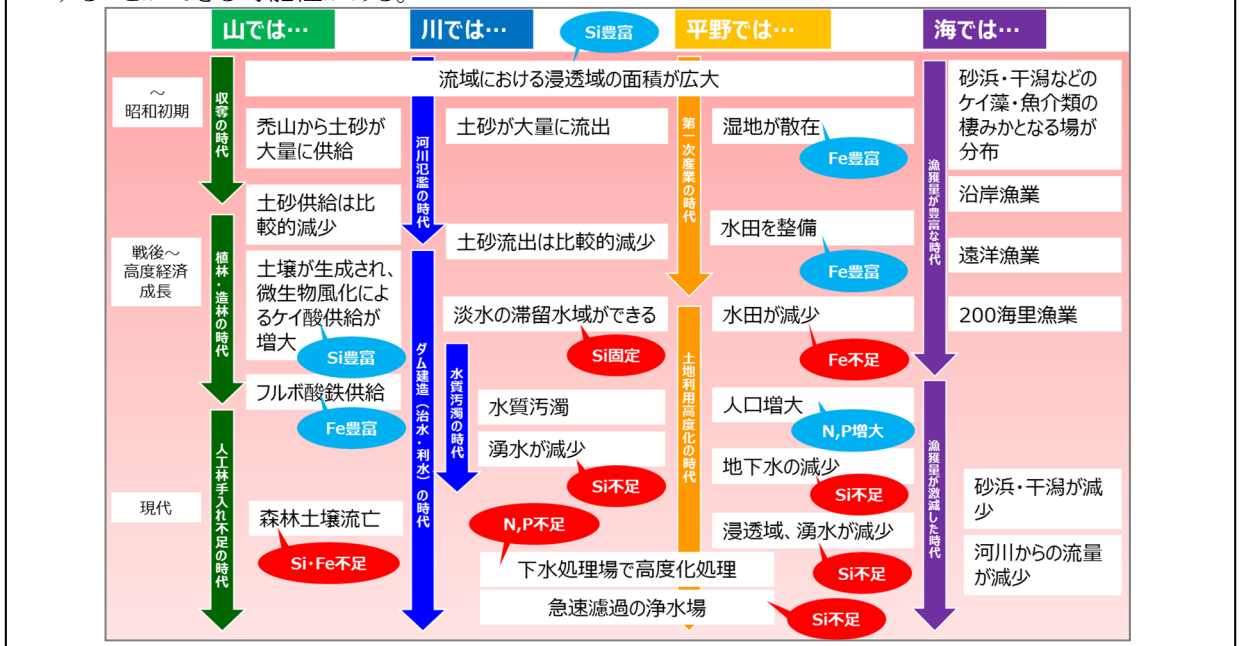 山では…
川では…
Si豊富
平野では…
海では…
流域における浸透域の面積が広大
～
昭和初期
収奪の時代
禿山から土砂が
大量に供給
河川氾濫の時代
土砂が大量に流出
第一次産業の時代
湿地が散在
Fe豊富
漁獲量が豊富な時代
砂浜・干潟などの
ケイ藻・魚介類の
棲みかとなる場が
分布
沿岸漁業
遠洋漁業
200海里漁業
土砂供給は比
較的減少
土砂流出は比較的減少
水田を整備
Fe豊富
戦後～
高度経済
成長
植林・造林の時代
土壌が生成され、
微生物風化によ
るケイ酸供給が
増大
Si豊富
フルボ酸鉄供給
Fe豊富
ダム建造（治水・利水）の時代
淡水の滞留水域ができる
Si固定
水質汚濁の時代
水質汚濁
湧水が減少
Si不足
土地利用高度化の時代
水田が減少
Fe不足
人口増大
N,P増大
地下水の減少
Si不足
浸透域、湧水が減少
Si不足
漁獲量が激減した時代
砂浜・干潟が減
少
河川からの流量
が減少
現代
人工林手入れ不足の時代
森林土壌流亡
Si・Fe不足
N,P不足
下水処理場で高度化処理
急速濾過の浄水場
Si不足